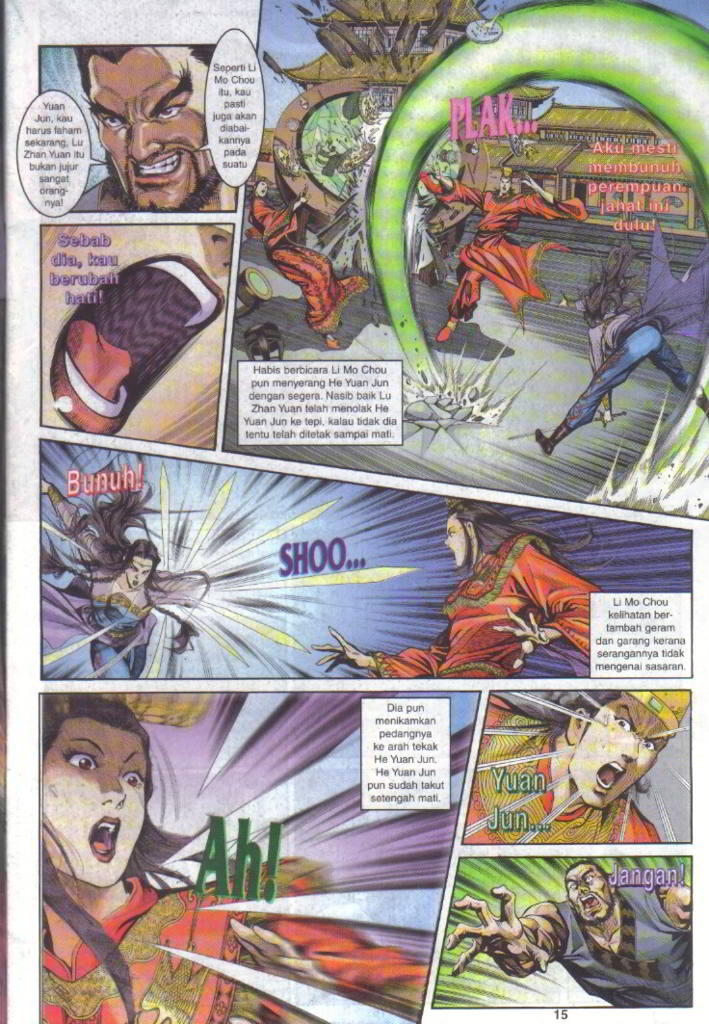 Yuan
Jun, kau
harus faham
sekarang, Lu
Zhan Yuan itu
bukan jujur
sangat
orang-
nya!
Seperti Li
Mo Chou
itu, kau
pasti
juga akan
diabai-
kannya
pada
suatu
Sebab
dia, kau
berubah
hati!
PLAK...
Aku mesti
membunuh
perempuan
jahat ini
dulu!
Habis berbicara Li Mo Chou
pun menyerang He Yuan Jun
dengan segera. Nasib baik Lu
Zhan Yuan telah menolak He
Yuan Jun ke tepi, kalau tidak dia
tentu telah ditetak sampai mati.
Bunuh!
SHOO...
Li Mo Chou
kelihatan ber-
tambah geram
dan garang kerana
serangannya tidak
mengenai sasaran.
Dia pun
menikamkan
pedangnya
ke arah tekak
He Yuan Jun.
He Yuan Jun
pun sudah takut
setengah mati.
Ah!
Yuan
Jun...
Jangan!
15